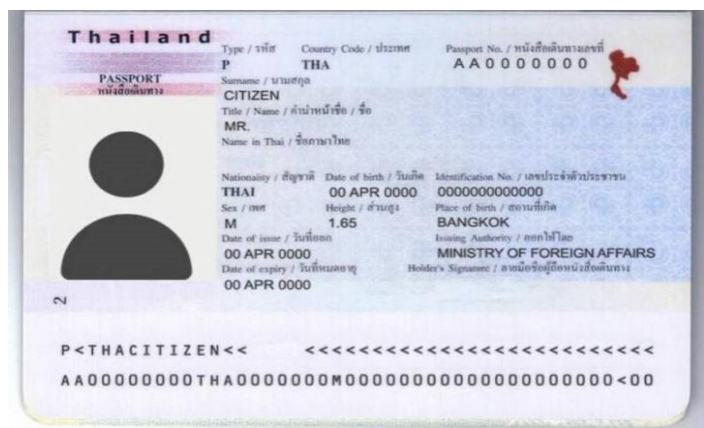 Thailand
PASSPORT
หนังสือเดินทาง
Type / รหัส Country Code / ประเทศ Passport No. / หนังสือเดินทางเลขที่
P THA AA0000000
Surname / นามสกุล
CITIZEN
Title / Name / คำนำหน้าชื่อ / ชื่อ
MR.
Name in Thai / ชื่อภาษาไทย
Nationality / สัญชาติ Date of birth / วันเกิด Identification No. / เลขประจำตัวประชาชน
THAI 00 APR 0000 0000000000000
Sex / เพศ Height / ส่วนสูง Place of birth / สถานที่เกิด
M 1.65 BANGKOK
Date of issue / วันที่ออก Issuing Authority / ออกให้โดย
00 APR 0000 MINISTRY OF FOREIGN AFFAIRS
Date of expiry / วันที่หมดอายุ Holder's Signature / ลายมือชื่อผู้ถือหนังสือเดินทาง
00 APR 0000
2
P<THACITIZEN<< <<<<<<<<<<<<<<<<<<<<<<<<<<
AA00000000THA0000000M0000000000000000000000<00